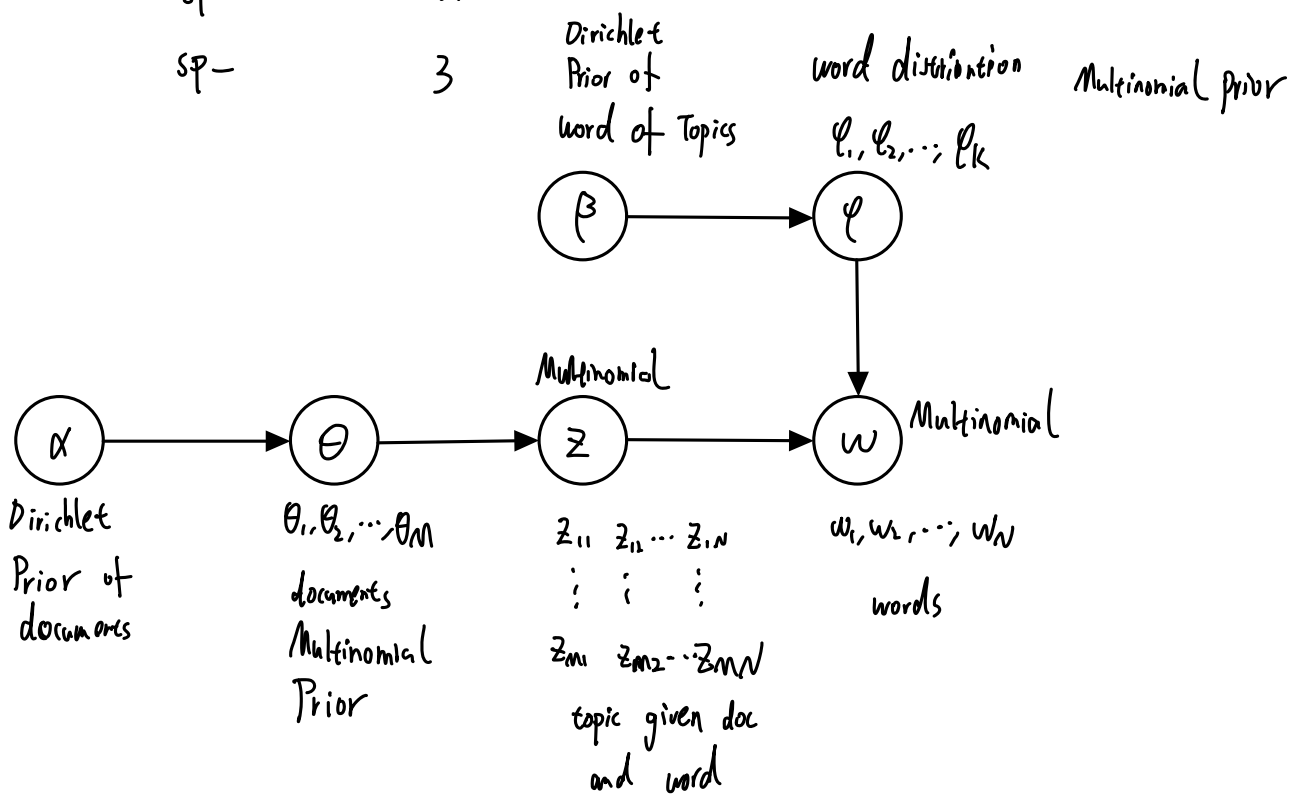 sp- 3
Dirichlet
Prior of
word of Topics
word distribution
φ₁, φ₂, ..., φK
Multinomial prior
β
φ
Multinomial
α
θ
z
w
Multinomial
Dirichlet
Prior of
θ₁, θ₂, ..., θM
documents
Multinomial
Prior
z₁₁ z₁₂ ... z₁N
⋮ ⋮ ⋮
zM1 zM2 ... zMN
topic given doc
and word
w₁, w₂, ..., wN
words